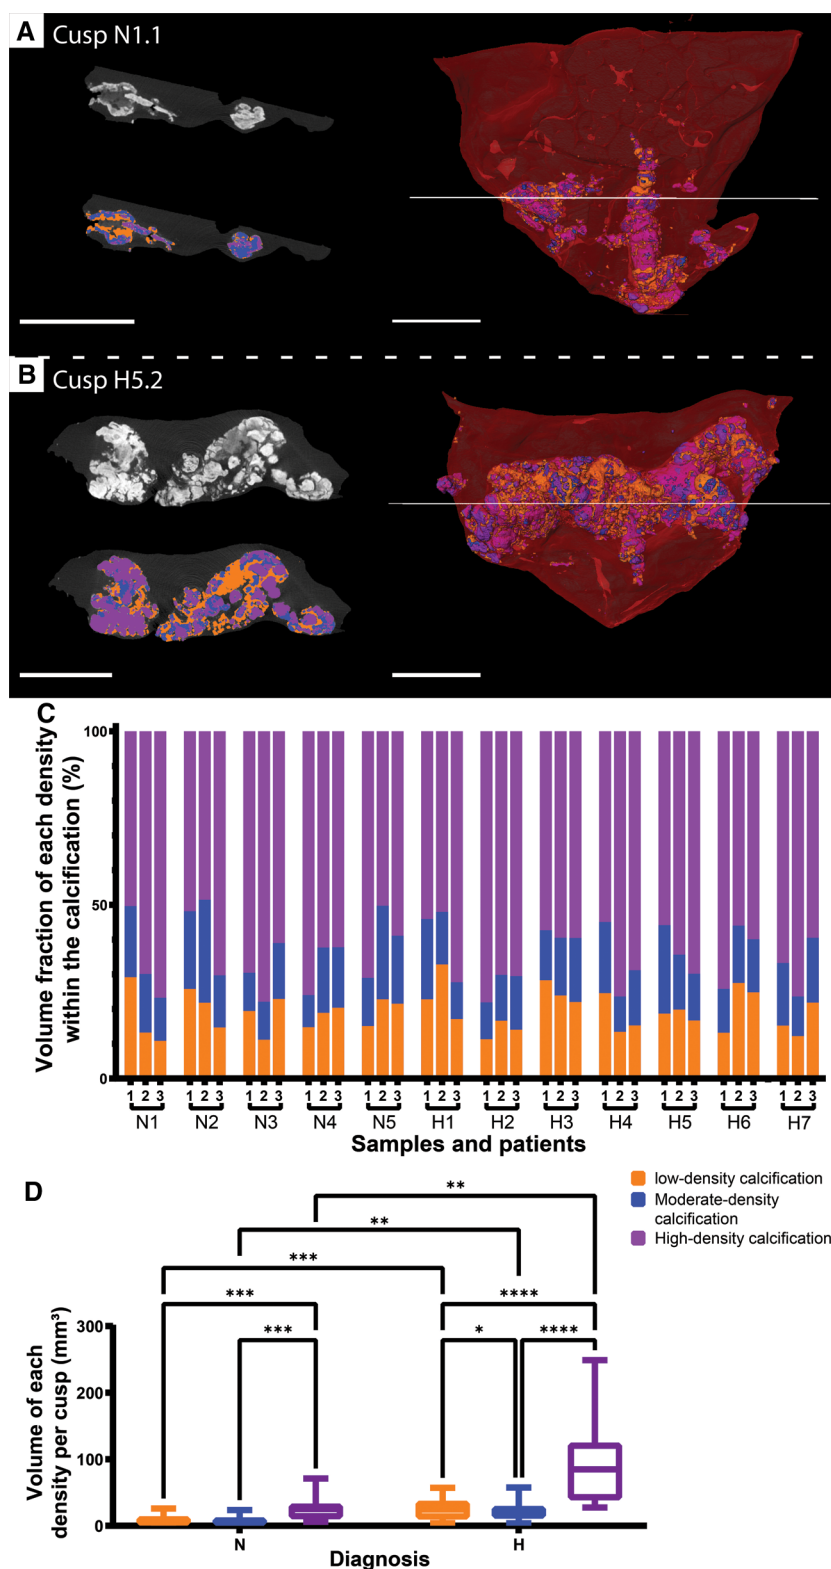 A Cusp N1.1
B Cusp H5.2
C
Volume fraction of each density
within the calcification (%)
100
50
0
1 2 3 1 2 3 1 2 3 1 2 3 1 2 3 1 2 3 1 2 3 1 2 3 1 2 3 1 2 3 1 2 3 1 2 3
N1 N2 N3 N4 N5 H1 H2 H3 H4 H5 H6 H7
Samples and patients
low-density calcification
Moderate-density
calcification
High-density calcification
D
**
**
***
*** ****
*** * ****
Volume of each
density per cusp (mm³)
300
200
100
0
N H
Diagnosis